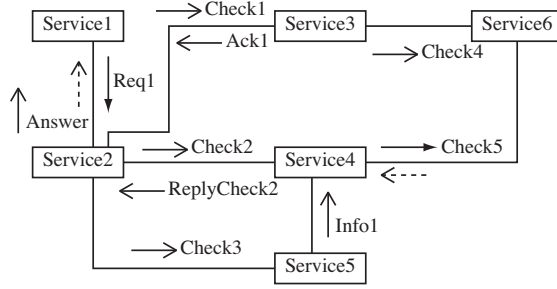 Check1
Service1 Service3 Service6
Ack1 Check4
Req1
Answer
Service2 Check2 Service4 Check5
ReplyCheck2
Info1
Check3
Service5